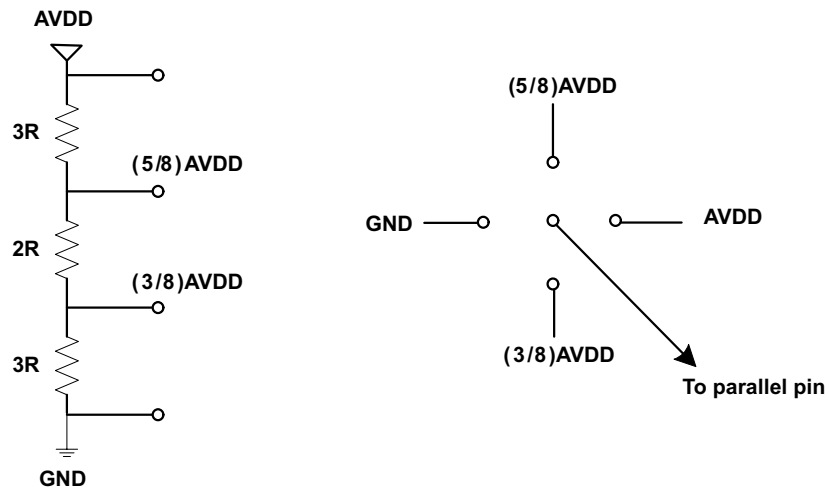 AVDD
3R
(5/8)AVDD
2R
(3/8)AVDD
3R
GND
(5/8)AVDD
GND
AVDD
(3/8)AVDD
To parallel pin